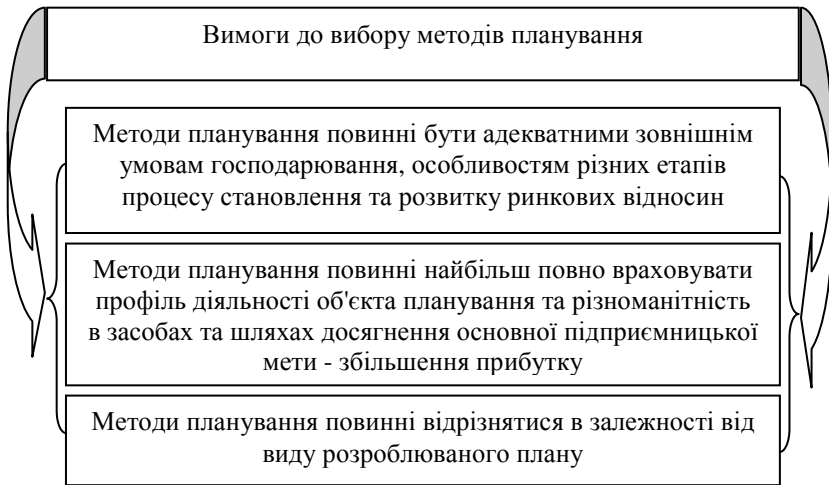 Вимоги до вибору методів планування
Методи планування повинні бути адекватними зовнішнім
умовам господарювання, особливостям різних етапів
процесу становлення та розвитку ринкових відносин
Методи планування повинні найбільш повно враховувати
профіль діяльності об'єкта планування та різноманітність
в засобах та шляхах досягнення основної підприємницької
мети - збільшення прибутку
Методи планування повинні відрізнятися в залежності від
виду розроблюваного плану